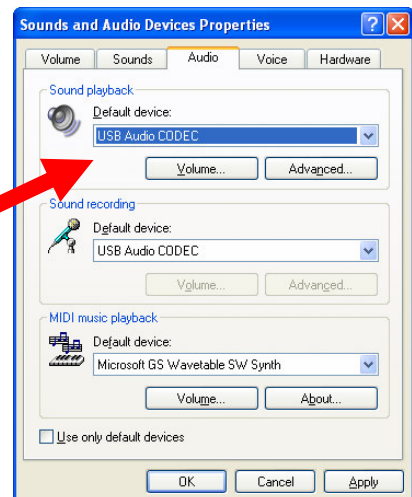 Sounds and Audio Devices Properties
Volume Sounds Audio Voice Hardware
Sound playback
Default device:
USB Audio CODEC
Volume... Advanced...
Sound recording
Default device:
USB Audio CODEC
Volume... Advanced...
MIDI music playback
Default device:
Microsoft GS Wavetable SW Synth
Volume... About...
Use only default devices
OK Cancel Apply